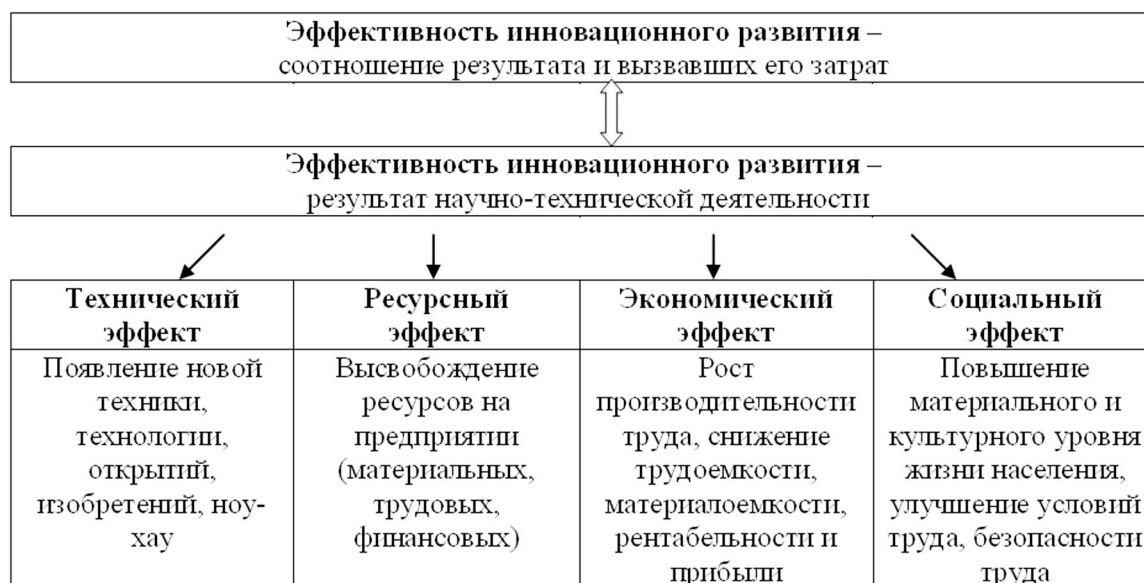 Эффективность инновационного развития –
соотношение результата и вызвавших его затрат
Эффективность инновационного развития –
результат научно-технической деятельности
Технический
эффект
Появление новой
техники,
технологии,
открытий,
изобретений, ноу-
хау
Ресурсный
эффект
Высвобождение
ресурсов на
предприятии
(материальных,
трудовых,
финансовых)
Экономический
эффект
Рост
производительности
труда, снижение
трудоемкости,
материалоемкости,
рентабельности и
прибыли
Социальный
эффект
Повышение
материального и
культурного уровня
жизни населения,
улучшение условий
труда, безопасности
труда